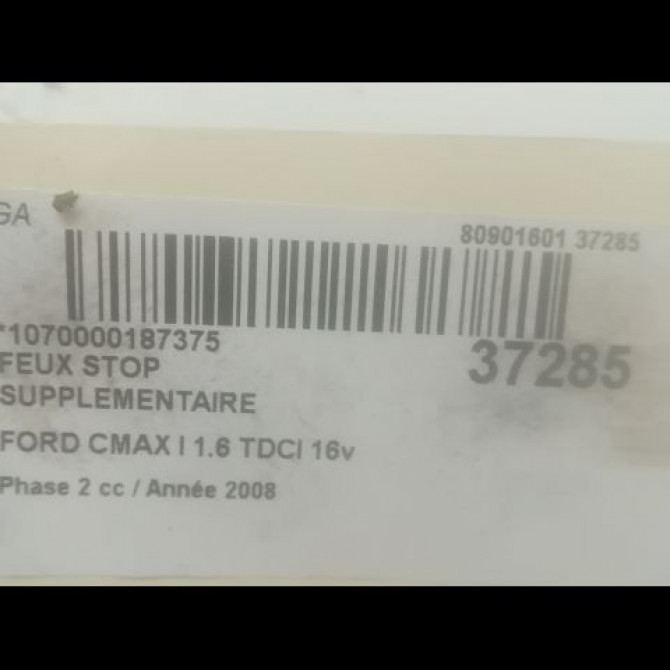 GA
80901601 37285
*1070000187375
37285
FEUX STOP
SUPPLEMENTAIRE
FORD CMAX I 1.6 TDCI 16v
Phase 2 cc / Année 2008